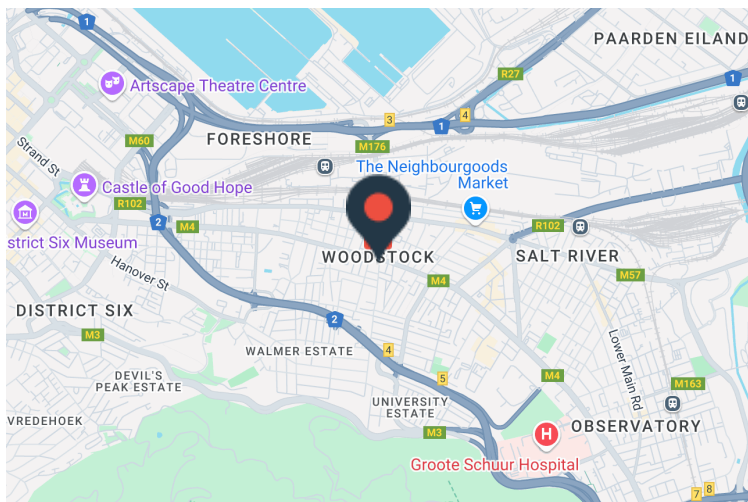 1
PAARDEN EILAND
R27
1
Artscape Theatre Centre
3
4
1
M60
FORESHORE
M176
Strand St
The Neighbourgoods
Market
Castle of Good Hope
R102
2
M4
R102
strict Six Museum
WOODSTOCK
SALT RIVER
Hanover St
M4
M57
DISTRICT SIX
2
M3
WALMER ESTATE
4
Lower Main Rd
DEVIL'S
PEAK ESTATE
5
M4
M163
UNIVERSITY
ESTATE
VREDEHOEK
M3
H
OBSERVATORY
Groote Schuur Hospital
7
8